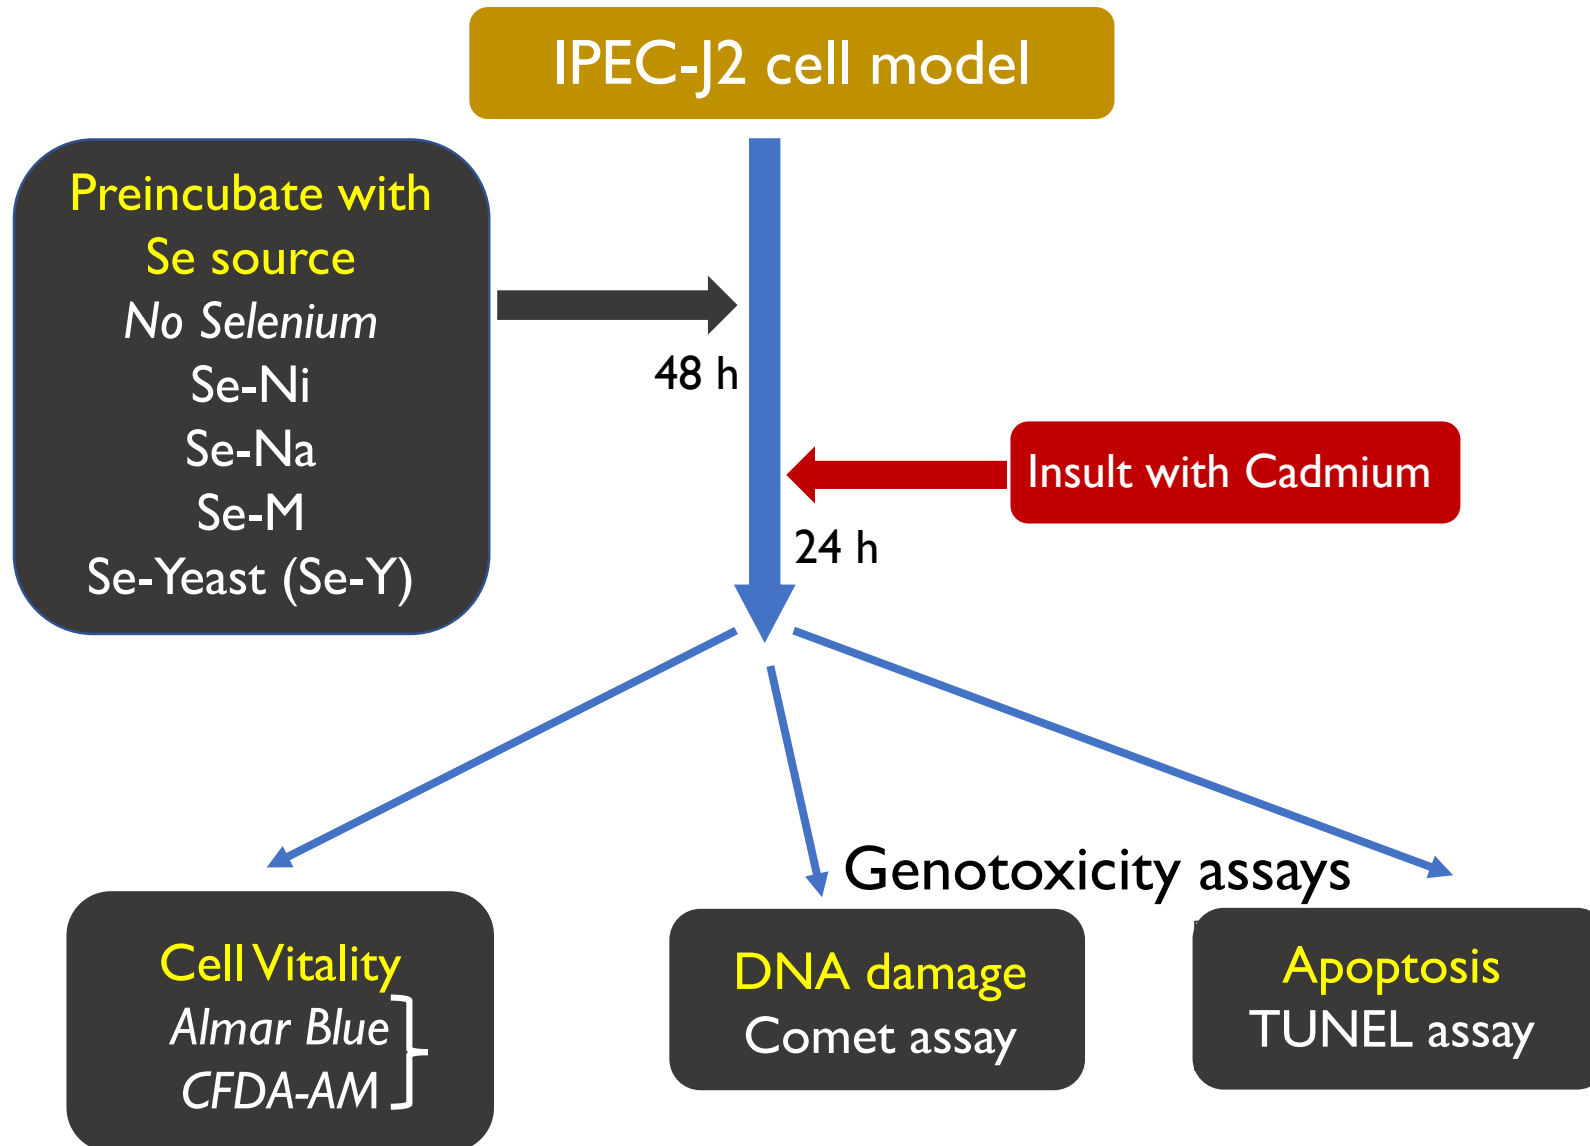 IPEC-J2 cell model
Preincubate with
Se source
No Selenium
Se-Ni
Se-Na
Se-M
Se-Yeast (Se-Y)
48 h
Insult with Cadmium
24 h
Genotoxicity assays
Cell Vitality
Almar Blue
CFDA-AM
DNA damage
Comet assay
Apoptosis
TUNEL assay